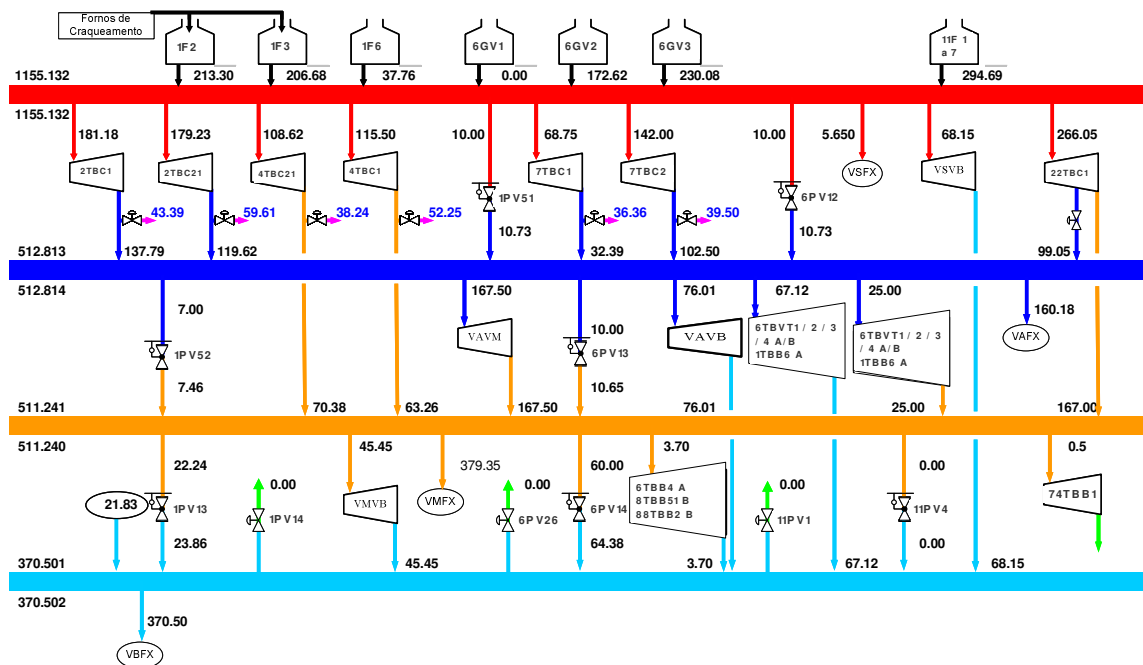 Fornos de
Craqueamento
1F2
1F3
1F6
6GV1
6GV2
6GV3
11F 1
a 7
1155.132
213.30
206.68
37.76
0.00
172.62
230.08
294.69
1155.132
181.18
179.23
108.62
115.50
10.00
68.75
142.00
10.00
5.650
68.15
266.05
2TBC1
2TBC21
4TBC21
4TBC1
1PV51
7TBC1
7TBC2
6PV12
VSFX
VSVB
22TBC1
43.39
59.61
38.24
52.25
36.36
39.50
10.73
10.73
512.813
137.79
119.62
32.39
102.50
99.05
512.814
7.00
167.50
10.00
76.01
67.12
25.00
160.18
1PV52
VAVM
6PV13
VAVB
6TBVT1/ 2 / 3
/ 4 A/B
1TBB6 A
6TBVT1/ 2 / 3
/ 4 A/B
1TBB6 A
VAFX
7.46
10.65
511.241
70.38
63.26
167.50
76.01
25.00
167.00
511.240
22.24
45.45
379.35
60.00
3.70
0.00
0.5
0.00
0.00
0.00
21.83
1PV13
1PV14
VMVB
VMFX
6PV26
6PV14
6TBB4 A
8TBB51 B
88TBB2 B
11PV1
11PV4
74TBB1
23.86
64.38
0.00
370.501
45.45
3.70
67.12
68.15
370.502
370.50
VBFX